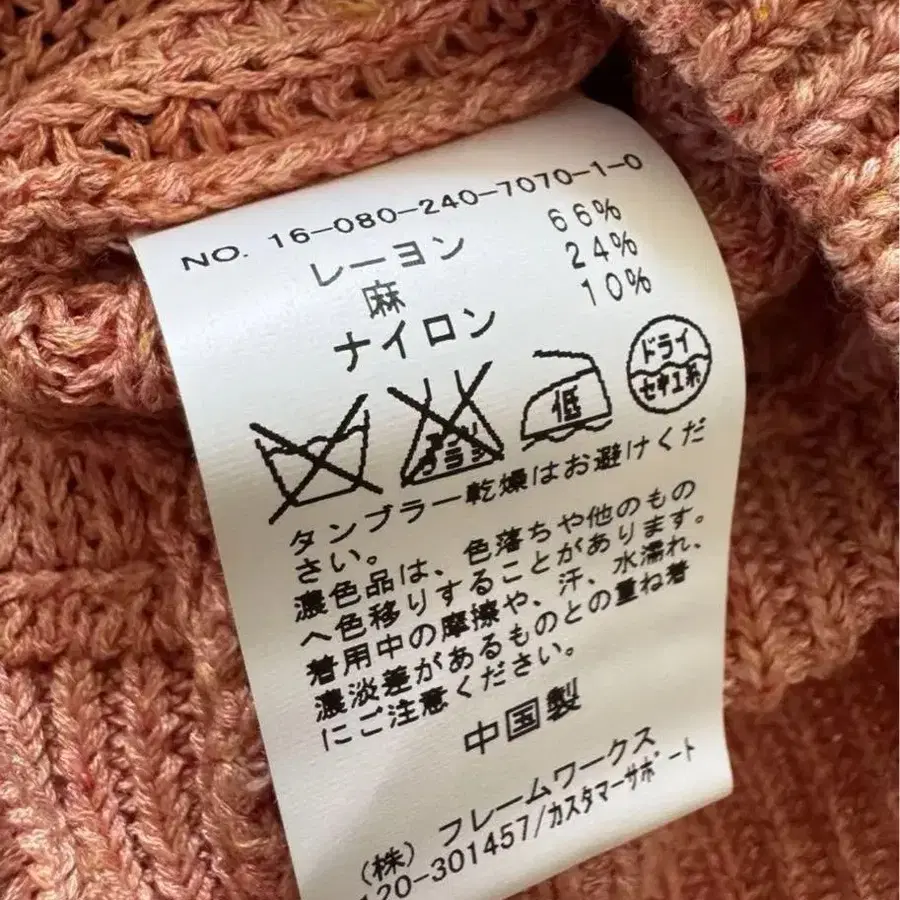 NO. 16-080-240-7070-1-0
レーヨン 66%
麻 24%
ナイロン 10%
エンソ サラシ
低
ドライ
セキユ系
タンブラー乾燥はお避けくだ
さい。
濃色品は、色落ちや他のもの
へ色移りすることがあります。
着用中の摩擦や、汗、水濡れ、
濃淡差があるものとの重ね着
にご注意ください。
中国製
(株) フレームワークス
120-301457/カスタマーサポート